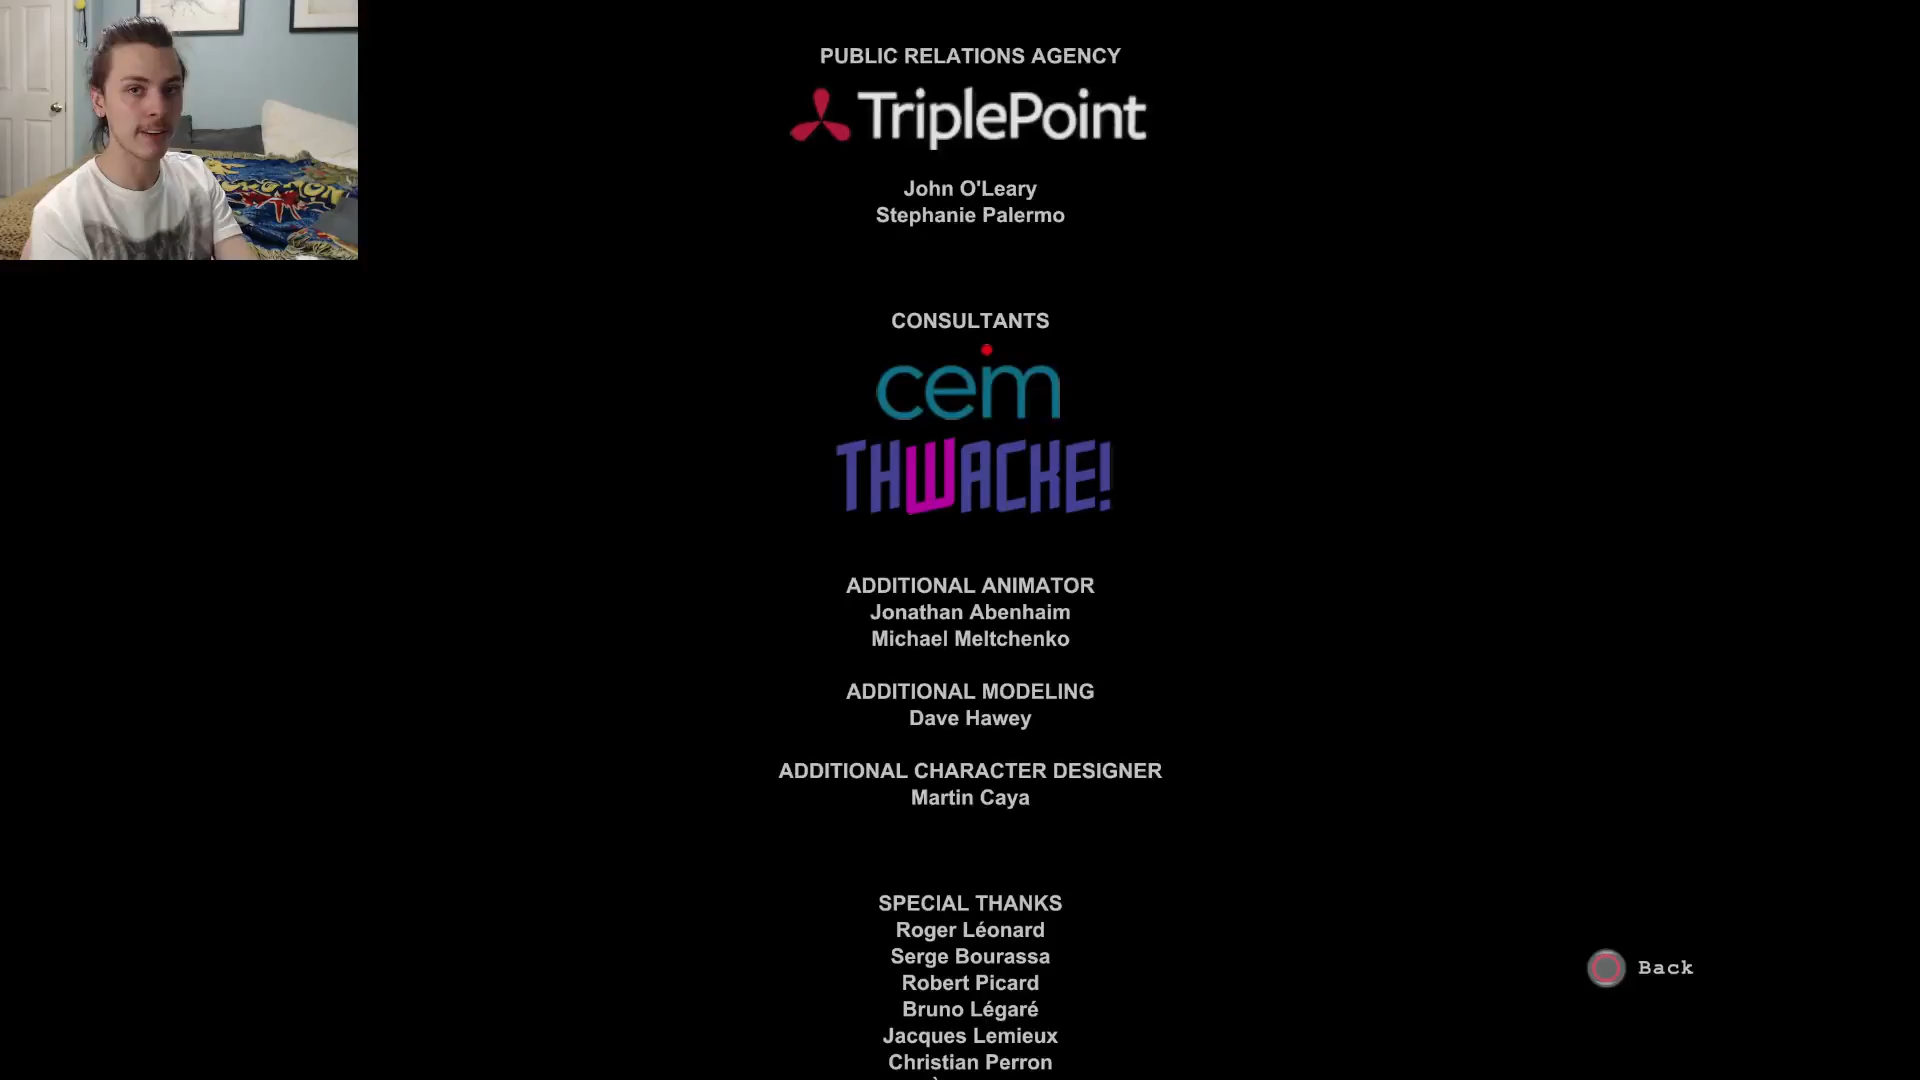 PUBLIC RELATIONS AGENCY
TriplePoint
John O'Leary
Stephanie Palermo
CONSULTANTS
ceim
THWACKE!
ADDITIONAL ANIMATOR
Jonathan Abenhaim
Michael Meltchenko
ADDITIONAL MODELING
Dave Hawey
ADDITIONAL CHARACTER DESIGNER
Martin Caya
SPECIAL THANKS
Roger Léonard
Serge Bourassa
Robert Picard
Bruno Légaré
Jacques Lemieux
Christian Perron
Back